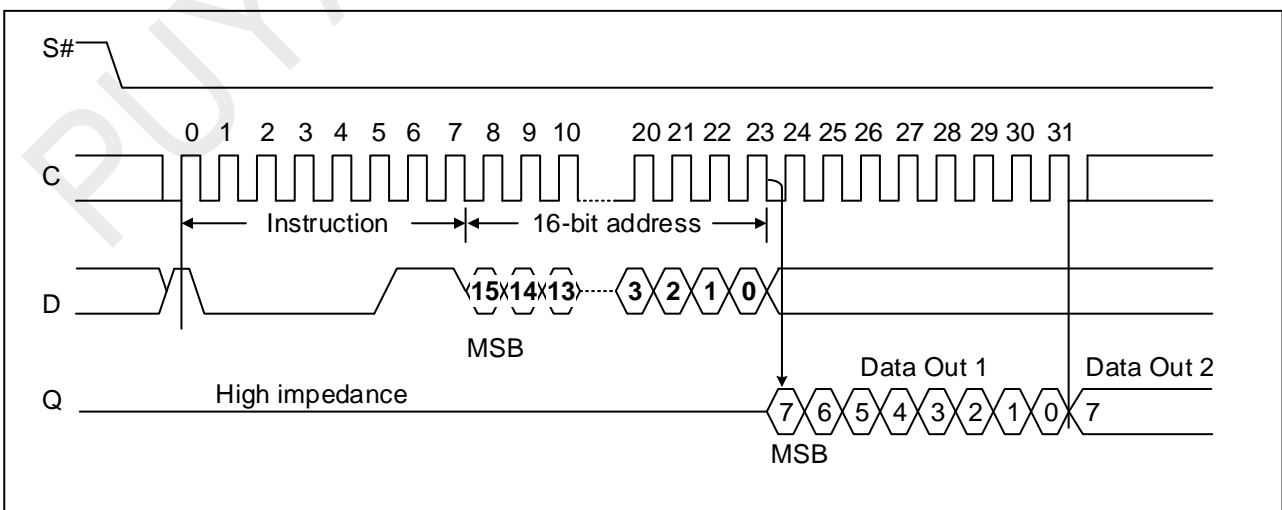 PUYA
S#
0 1 2 3 4 5 6 7 8 9 10 20 21 22 23 24 25 26 27 28 29 30 31
C
Instruction 16-bit address
D 15 14 13 3 2 1 0
MSB
Data Out 1 Data Out 2
Q High impedance 7 6 5 4 3 2 1 0 7
MSB